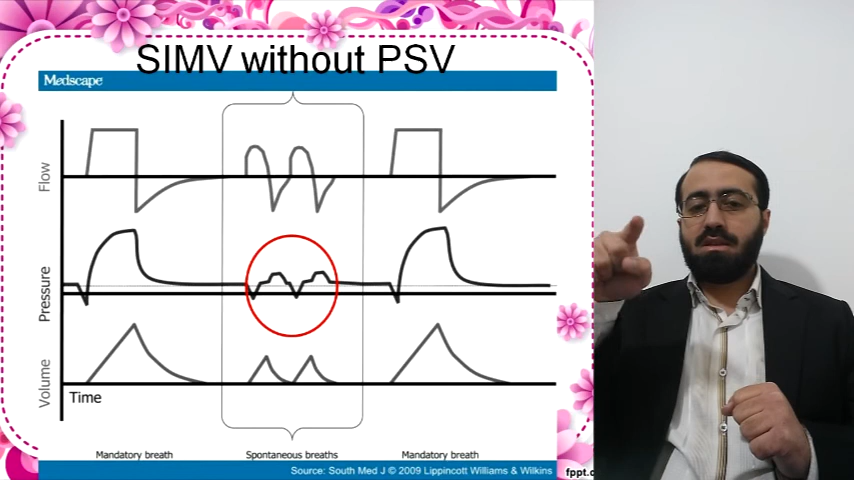 SIMV without PSV
Medscape
Flow
Pressure
Volume
Time
Mandatory breath
Spontaneous breaths
Mandatory breath
Source: South Med J © 2009 Lippincott Williams & Wilkins
fppt.c